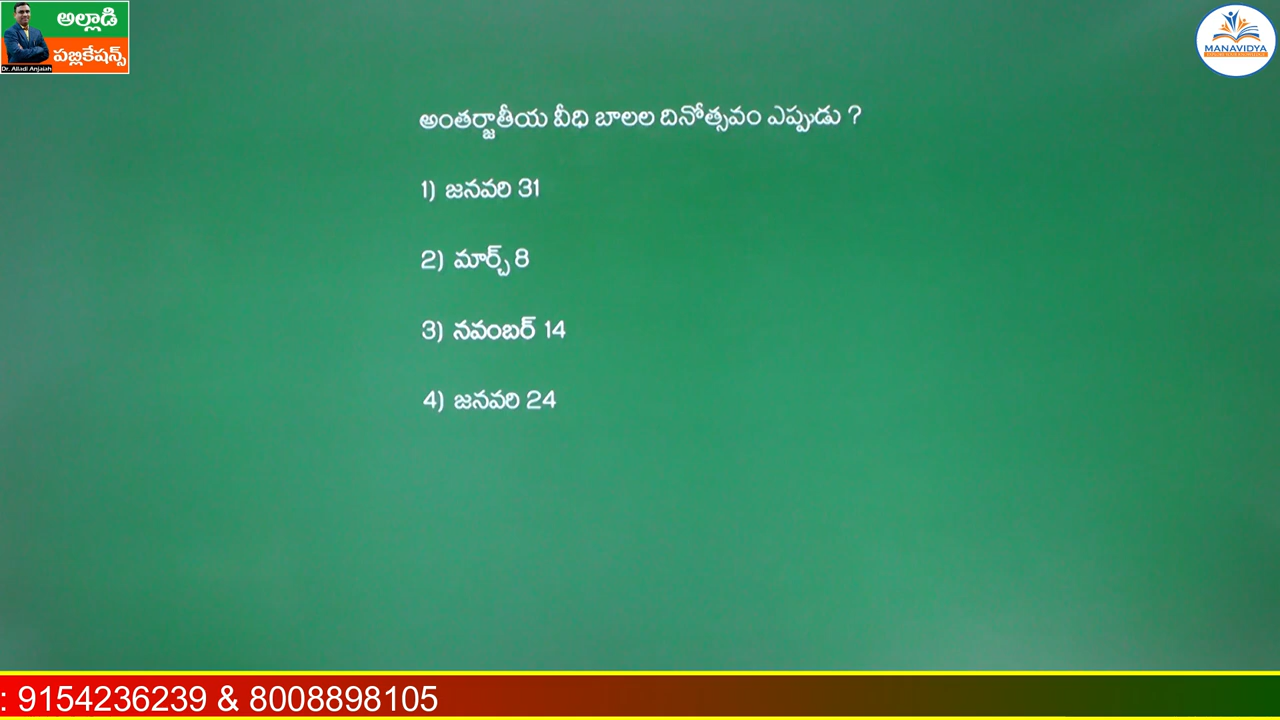 అల్లాడి
పబ్లికేషన్స్
Dr. Alladi Anjaiah
MANAVIDYA
అంతర్జాతీయ వీధి బాలల దినోత్సవం ఎప్పుడు ?
1) జనవరి 31
2) మార్చ్ 8
3) నవంబర్ 14
4) జనవరి 24
: 9154236239 & 8008898105